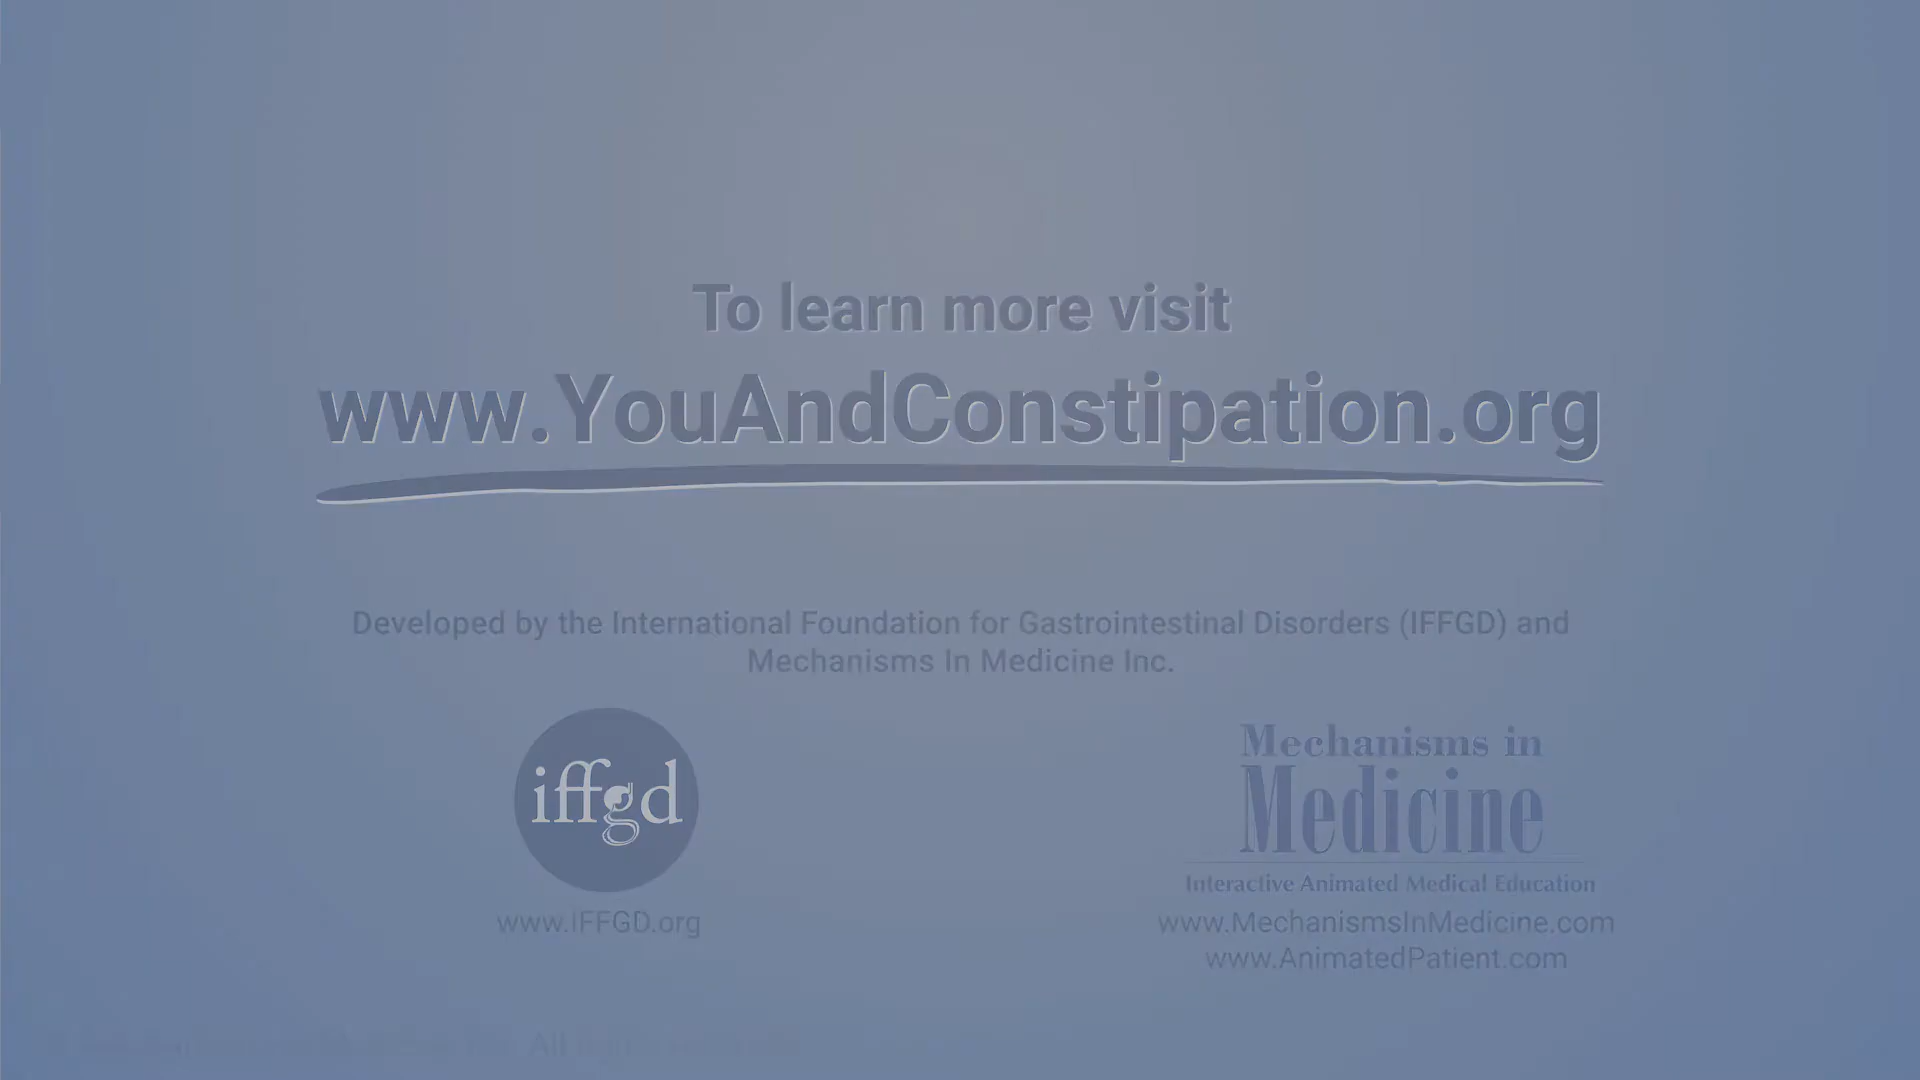 To learn more visit
www.YouAndConstipation.org
Developed by the International Foundation for Gastrointestinal Disorders (IFFGD) and
Mechanisms In Medicine Inc.
iffgd
www.IFFGD.org
Mechanisms in
Medicine
Interactive Animated Medical Education
www.MechanismsInMedicine.com
www.AnimatedPatient.com